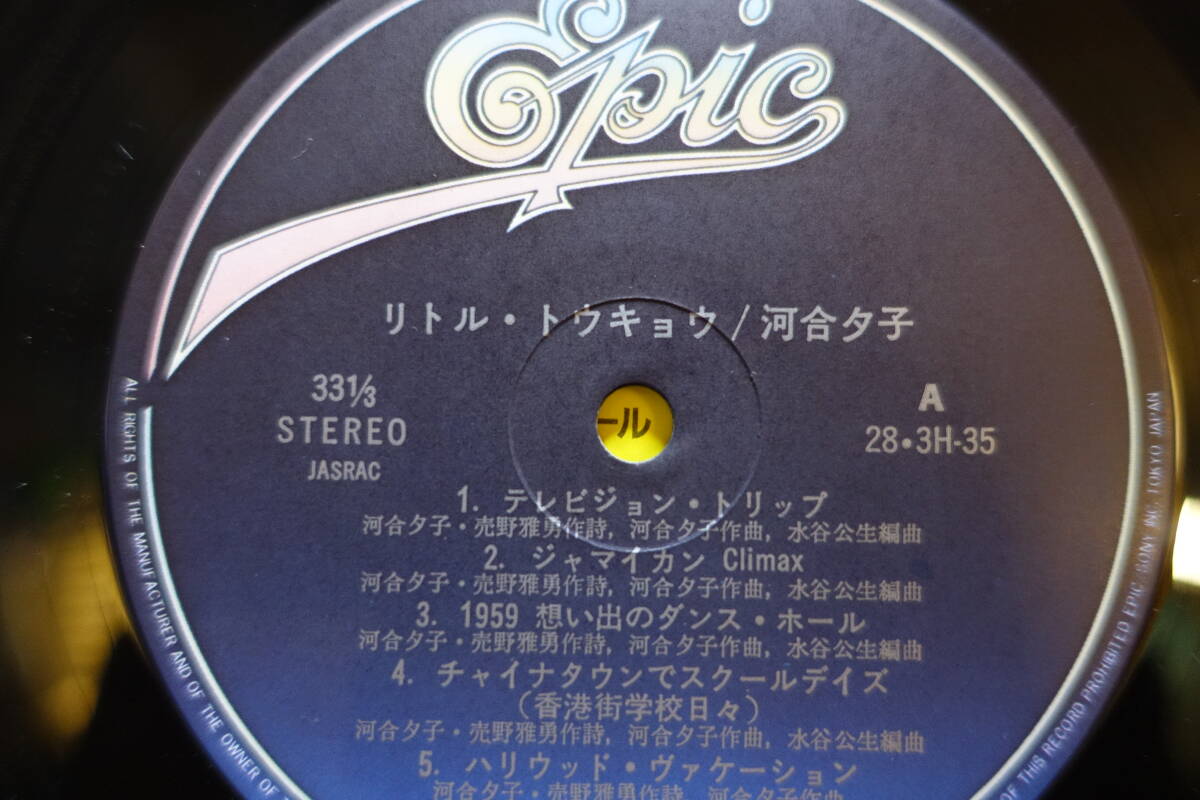 Epic
リトル・トウキョウ/河合夕子
33⅓
STEREO
JASRAC
A
28・3H-35
ール
1. テレビジョン・トリップ
河合夕子・売野雅勇作詩, 河合夕子作曲, 水谷公生編曲
2. ジャマイカン Climax
河合夕子・売野雅勇作詩, 河合夕子作曲, 水谷公生編曲
3. 1959 想い出のダンス・ホール
河合夕子・売野雅勇作詩, 河合夕子作曲, 水谷公生編曲
4. チャイナタウンでスクールデイズ
(香港街学校日々)
河合夕子・売野雅勇作詩, 河合夕子作曲, 水谷公生編曲
5. ハリウッド・ヴァケーション
河合夕子・売野雅勇作詩, 河合夕子作曲
ALL RIGHTS OF THE MANUFACTURER AND OF THE OWNER OF
OF THIS RECORD PROHIBITED EPIC. SONY INC. TOKYO JAPAN